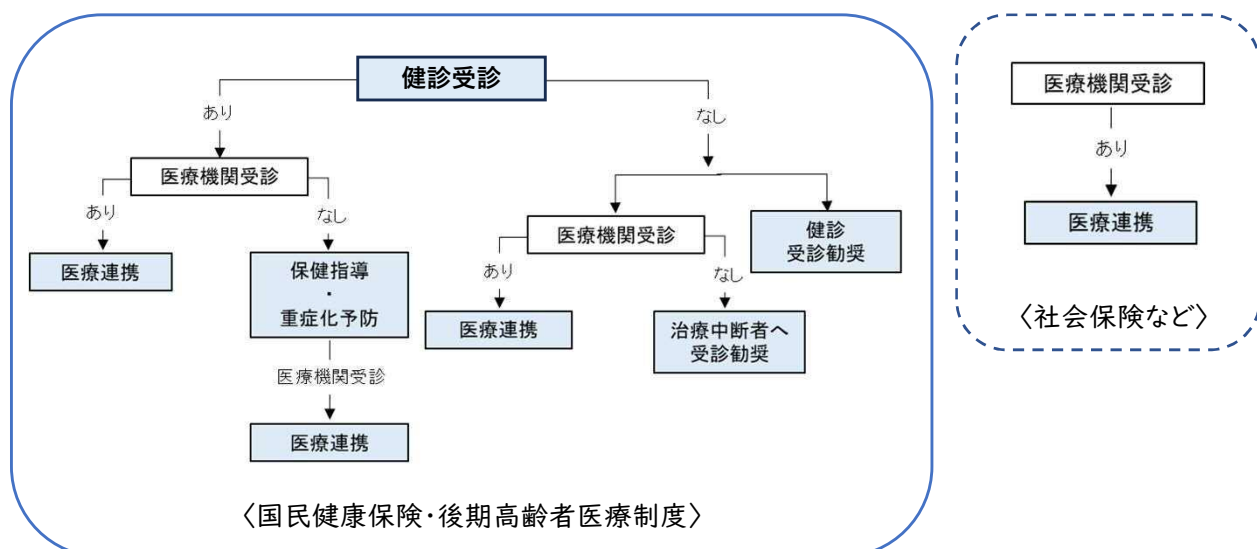 健診受診
あり
なし
医療機関受診
あり
なし
医療連携
保健指導
・
重症化予防
医療機関受診
医療連携
医療機関受診
健診
受診勧奨
あり
なし
医療連携
治療中断者へ
受診勧奨
〈国民健康保険・後期高齢者医療制度〉
医療機関受診
あり
医療連携
〈社会保険など〉